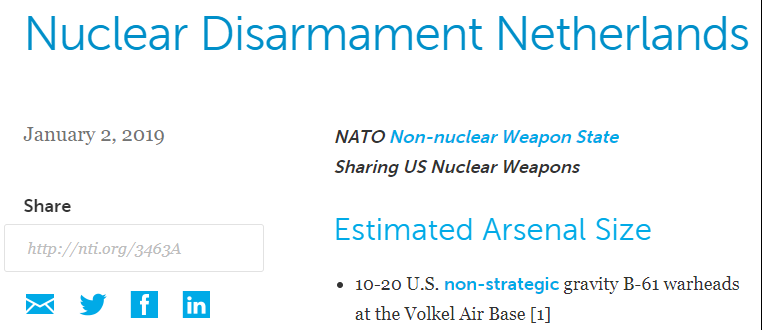 Nuclear Disarmament Netherlands
January 2, 2019
Share
http://nti.org/3463A
NATO Non-nuclear Weapon State
Sharing US Nuclear Weapons
Estimated Arsenal Size
• 10-20 U.S. non-strategic gravity B-61 warheads
at the Volkel Air Base [1]